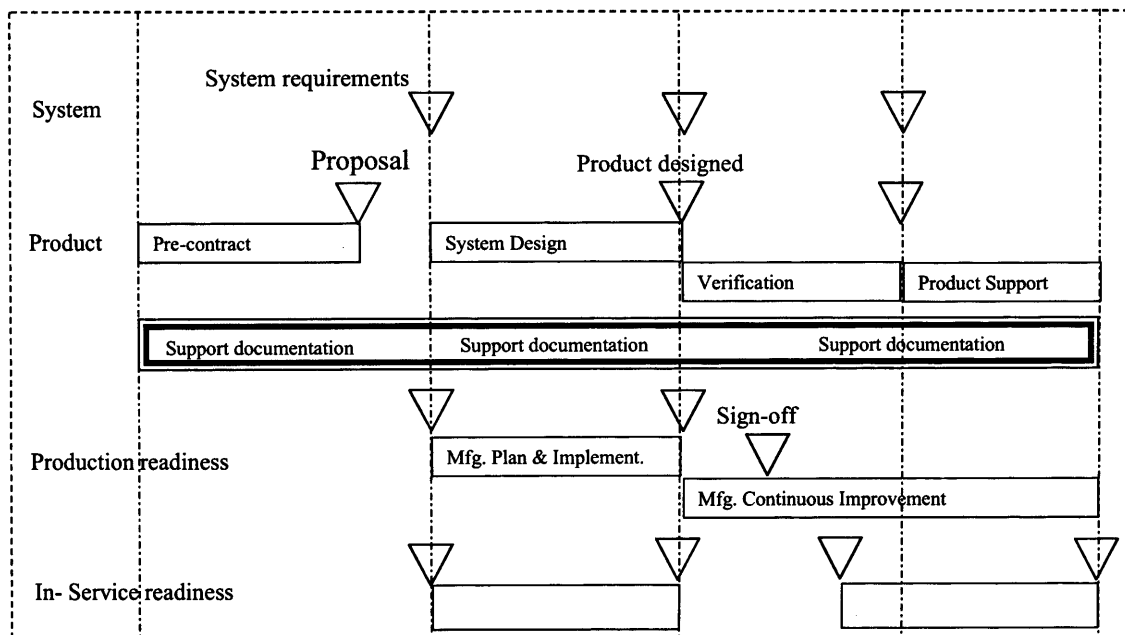 System requirements
System
Proposal
Product designed
Product
Pre-contract
System Design
Verification
Product Support
Support documentation
Support documentation
Support documentation
Sign-off
Production readiness
Mfg. Plan & Implement.
Mfg. Continuous Improvement
In- Service readiness